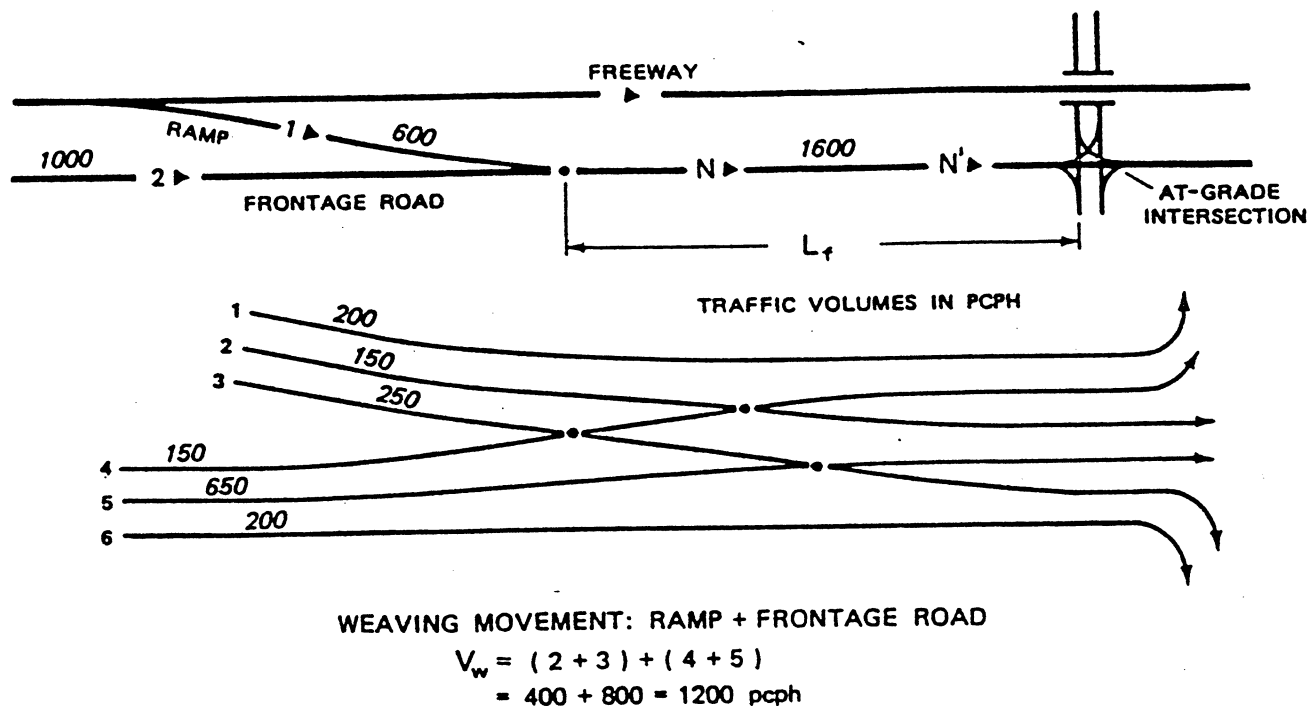 FREEWAY
RAMP
1
600
1000
2
FRONTAGE ROAD
N
1600
N'
AT-GRADE
INTERSECTION
L_f
TRAFFIC VOLUMES IN PCPH
1
200
2
150
3
250
4
150
5
650
6
200
WEAVING MOVEMENT: RAMP + FRONTAGE ROAD
V_w = ( 2 + 3 ) + ( 4 + 5 )
= 400 + 800 = 1200 pcph